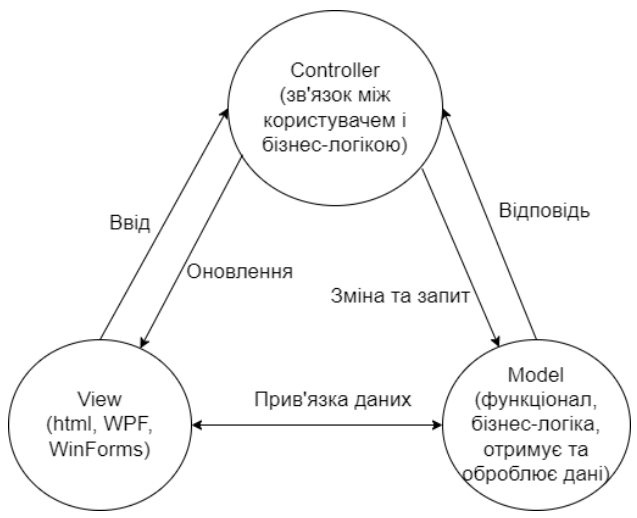 Controller
(зв'язок між
користувачем і
бізнес-логікою)
Ввід
Відповідь
Оновлення
Зміна та запит
View
(html, WPF,
WinForms)
Прив'язка даних
Model
(функціонал,
бізнес-логіка,
отримує та
оброблює дані)